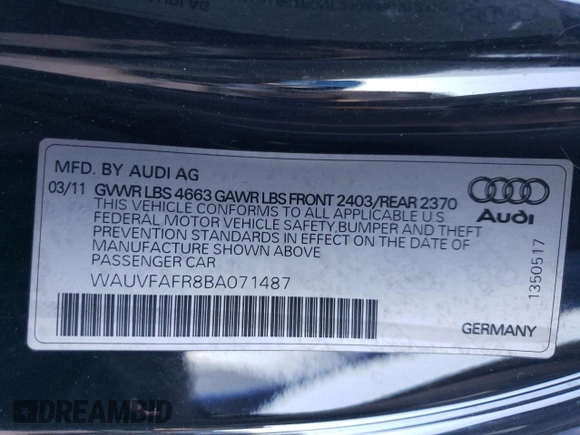 MFD. BY AUDI AG
03/11 GVWR LBS 4663 GAWR LBS FRONT 2403/REAR 2370
THIS VEHICLE CONFORMS TO ALL APPLICABLE U.S
FEDERAL MOTOR VEHICLE SAFETY, BUMPER AND THEFT
PREVENTION STANDARDS IN EFFECT ON THE DATE OF
MANUFACTURE SHOWN ABOVE
PASSENGER CAR
WAUVFAFR8BA071487
Audi
1350517
GERMANY
DREAMBID